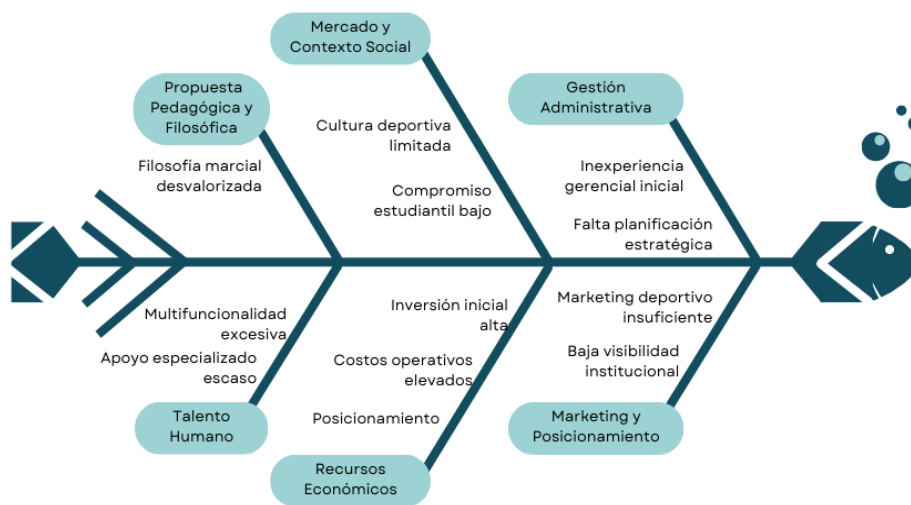 Mercado y
Contexto Social
Propuesta
Pedagógica y
Filosófica
Gestión
Administrativa
Filosofía marcial
desvalorizada
Cultura deportiva
limitada
Compromiso
estudiantil bajo
Inexperiencia
gerencial inicial
Falta planificación
estratégica
Multifuncionalidad
excesiva
Apoyo especializado
escaso
Inversión inicial
alta
Costos operativos
elevados
Posicionamiento
Marketing deportivo
insuficiente
Baja visibilidad
institucional
Talento
Humano
Recursos
Económicos
Marketing y
Posicionamiento